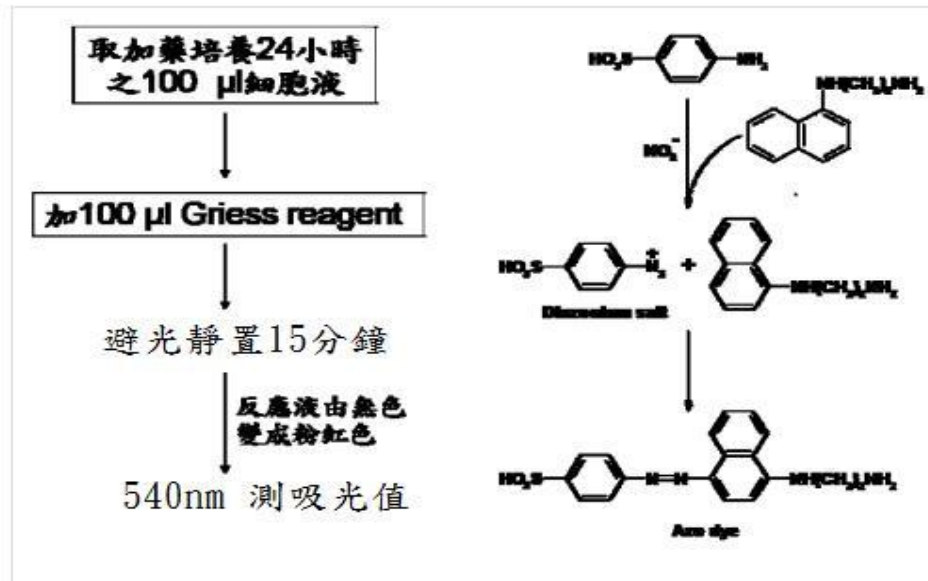 取加藥培養24小時
之100 µl細胞液
加100 µl Griess reagent
避光靜置15分鐘
反應液由無色
變成粉紅色
540nm 測吸光值
HO₃S
NH₂
NH(CH₂)₂NH₂
NO₂⁻
HO₃S
N₂
+
+
NH(CH₂)₂NH₂
Diazonium salt
HO₃S
N=N
NH(CH₂)₂NH₂
Azo dye